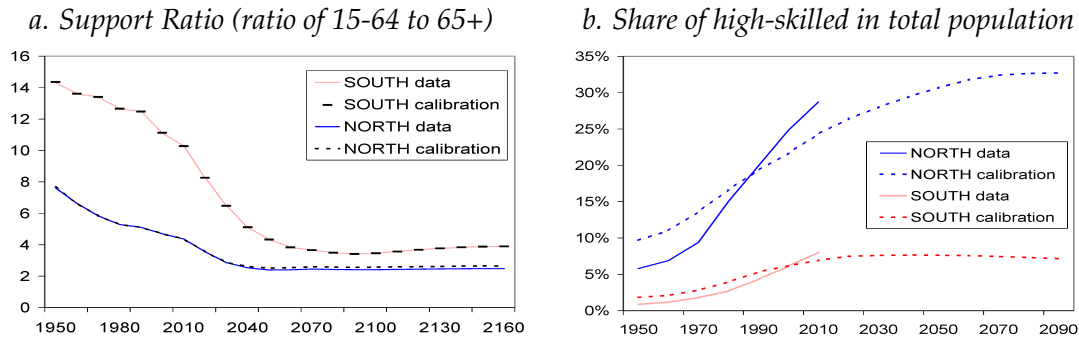 a. Support Ratio (ratio of 15-64 to 65+)
16
14
12
10
8
6
4
2
0
1950 1980 2010 2040 2070 2100 2130 2160
SOUTH data
SOUTH calibration
NORTH data
NORTH calibration
b. Share of high-skilled in total population
35%
30%
25%
20%
15%
10%
5%
0%
1950 1970 1990 2010 2030 2050 2070 2090
NORTH data
NORTH calibration
SOUTH data
SOUTH calibration